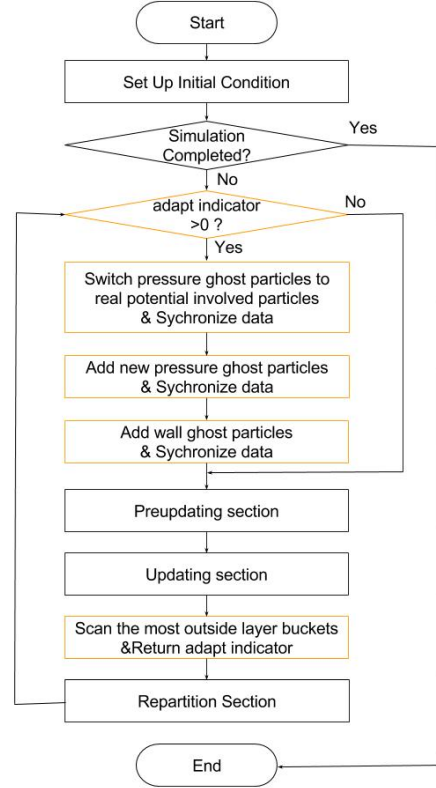 Start
Set Up Initial Condition
Simulation
Completed?
Yes
No
adapt indicator
>0 ?
No
Yes
Switch pressure ghost particles to
real potential involved particles
& Sychronize data
Add new pressure ghost particles
& Sychronize data
Add wall ghost particles
& Sychronize data
Preupdating section
Updating section
Scan the most outside layer buckets
&Return adapt indicator
Repartition Section
End